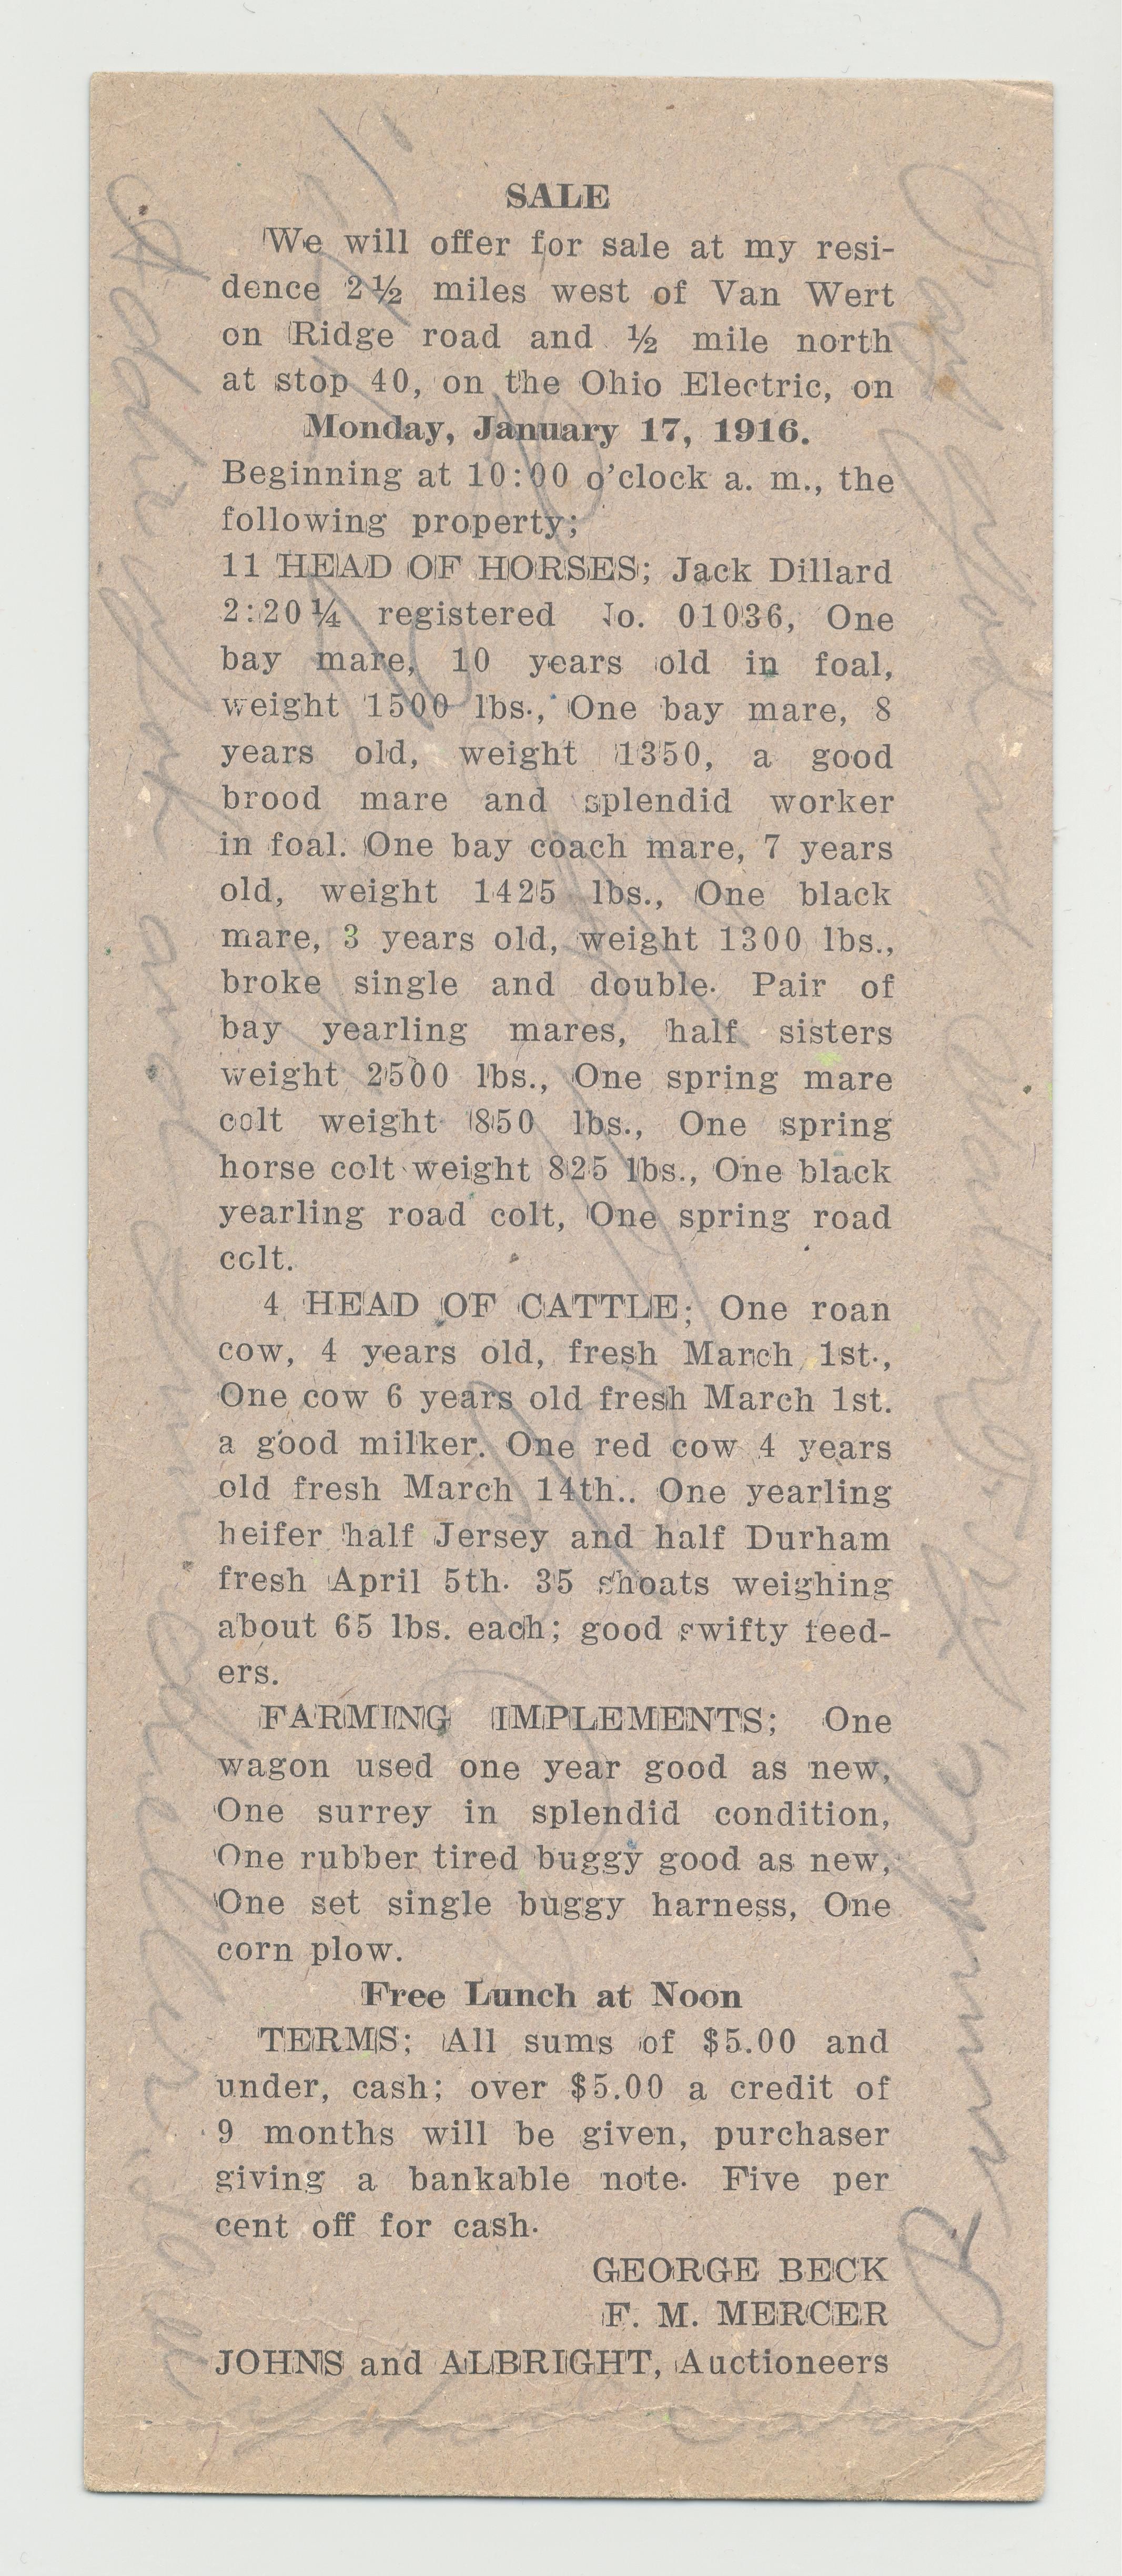 SALE
We will offer for sale at my resi-
dence 2½ miles west of Van Wert
on Ridge road and ½ mile north
at stop 40, on the Ohio Electric, on
Monday, January 17, 1916.
Beginning at 10:00 o'clock a. m., the
following property;
11 HEAD OF HORSES; Jack Dillard
2:20¼ registered No. 01036, One
bay mare, 10 years old in foal,
weight 1500 lbs., One bay mare, 8
years old, weight 1350, a good
brood mare and splendid worker
in foal. One bay coach mare, 7 years
old, weight 1425 lbs., One black
mare, 3 years old, weight 1300 lbs.,
broke single and double. Pair of
bay yearling mares, half sisters
weight 2500 lbs., One spring mare
colt weight 850 lbs., One spring
horse colt weight 825 lbs., One black
yearling road colt, One spring road
colt.
4 HEAD OF CATTLE; One roan
cow, 4 years old, fresh March 1st.,
One cow 6 years old fresh March 1st.
a good milker. One red cow 4 years
old fresh March 14th.. One yearling
heifer half Jersey and half Durham
fresh April 5th. 35 shoats weighing
about 65 lbs. each; good swifty feed-
ers.
FARMING IMPLEMENTS; One
wagon used one year good as new,
One surrey in splendid condition,
One rubber tired buggy good as new,
One set single buggy harness, One
corn plow.
Free Lunch at Noon
TERMS; All sums of $5.00 and
under, cash; over $5.00 a credit of
9 months will be given, purchaser
giving a bankable note. Five per
cent off for cash.
GEORGE BECK
F. M. MERCER
JOHNS and ALBRIGHT, Auctioneers